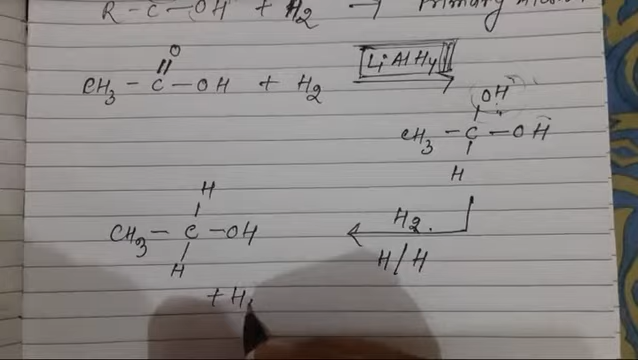 R - C - OH + H2 → Primary
O
CH3 - C - OH + H2
LiAlH4
OH
CH3 - C - OH
H
H2.
H/H
H
CH3 - C - OH
H
+ H